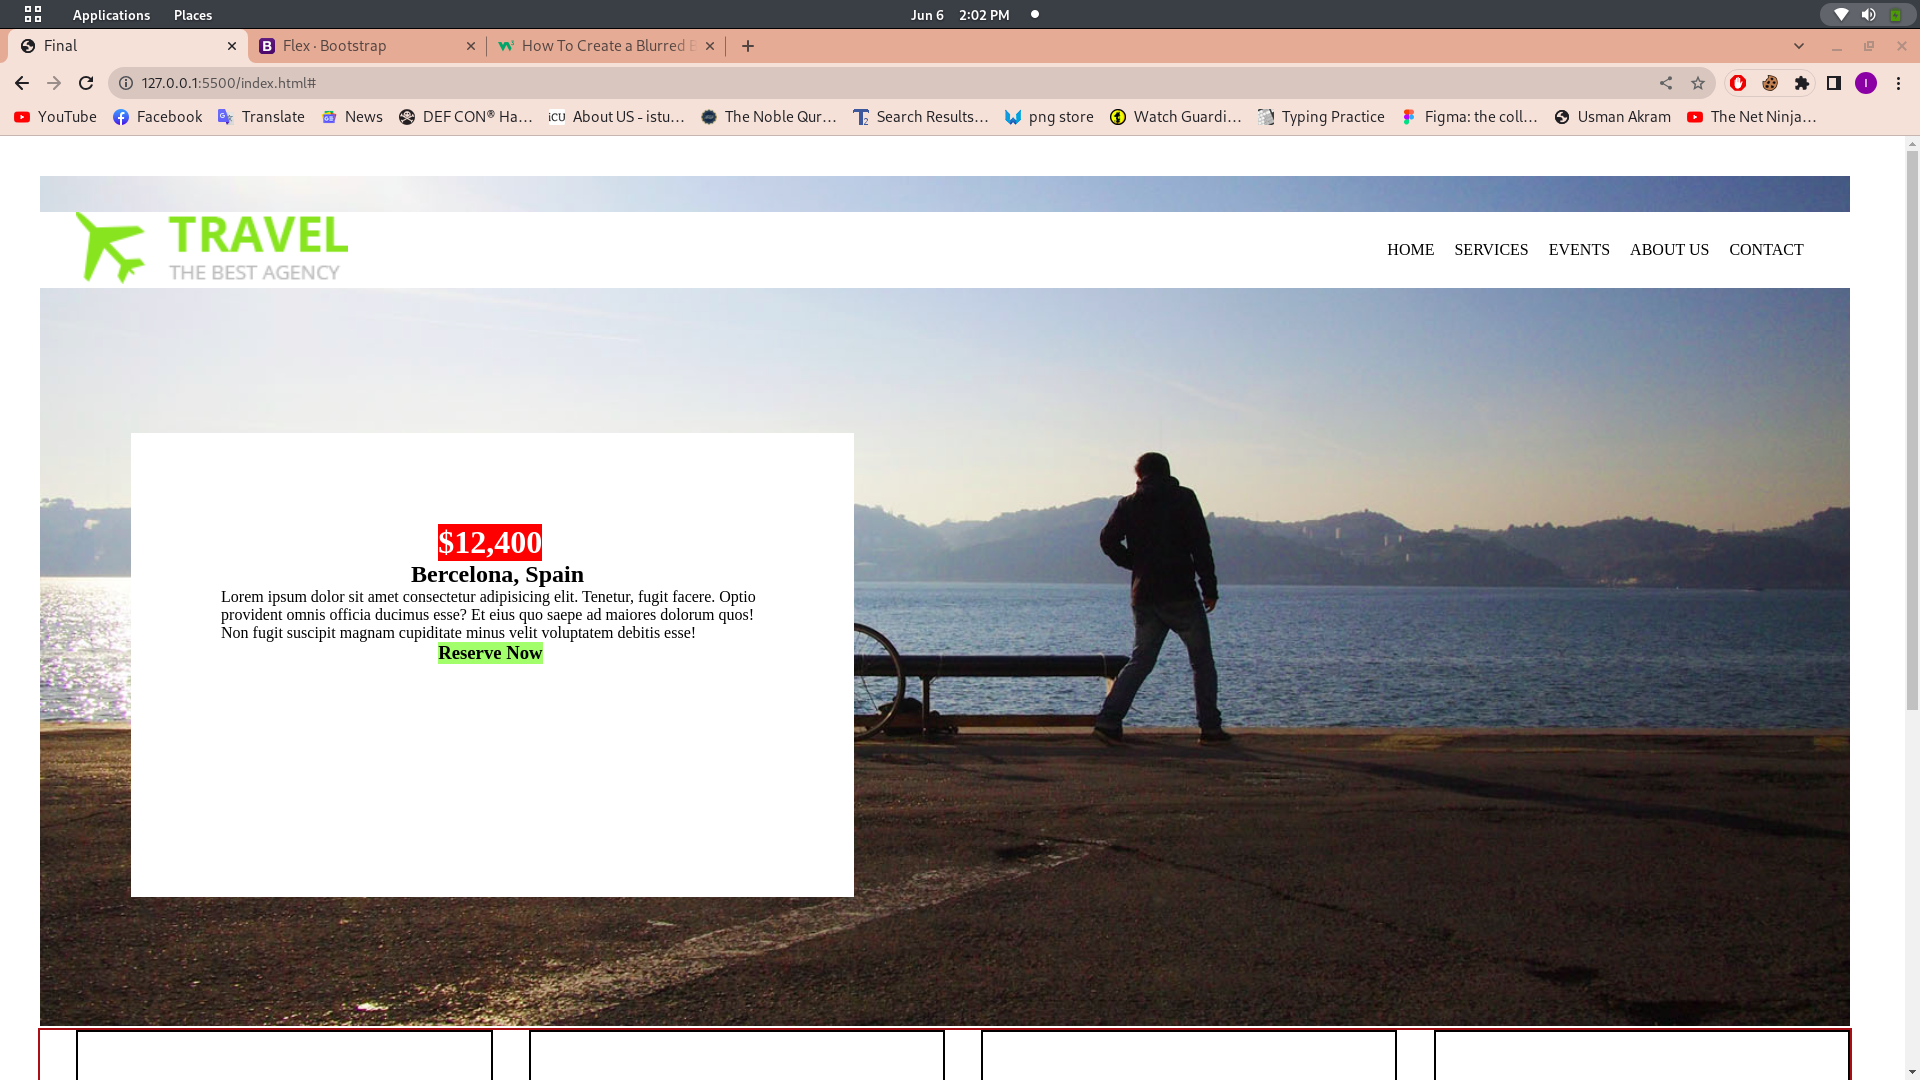 Applications Places Jun 6 2:02 PM
Final Flex · Bootstrap How To Create a Blurred
127.0.0.1:5500/index.html# I
YouTube Facebook Translate News DEF CON® Ha… iCU About US - istu… The Noble Qur… Search Results… png store Watch Guardi… Typing Practice Figma: the coll… Usman Akram The Net Ninja…
TRAVEL
THE BEST AGENCY
HOME SERVICES EVENTS ABOUT US CONTACT
$12,400
Bercelona, Spain
Lorem ipsum dolor sit amet consectetur adipisicing elit. Tenetur, fugit facere. Optio
provident omnis officia ducimus esse? Et eius quo saepe ad maiores dolorum quos!
Non fugit suscipit magnam cupiditate minus velit voluptatem debitis esse!
Reserve Now